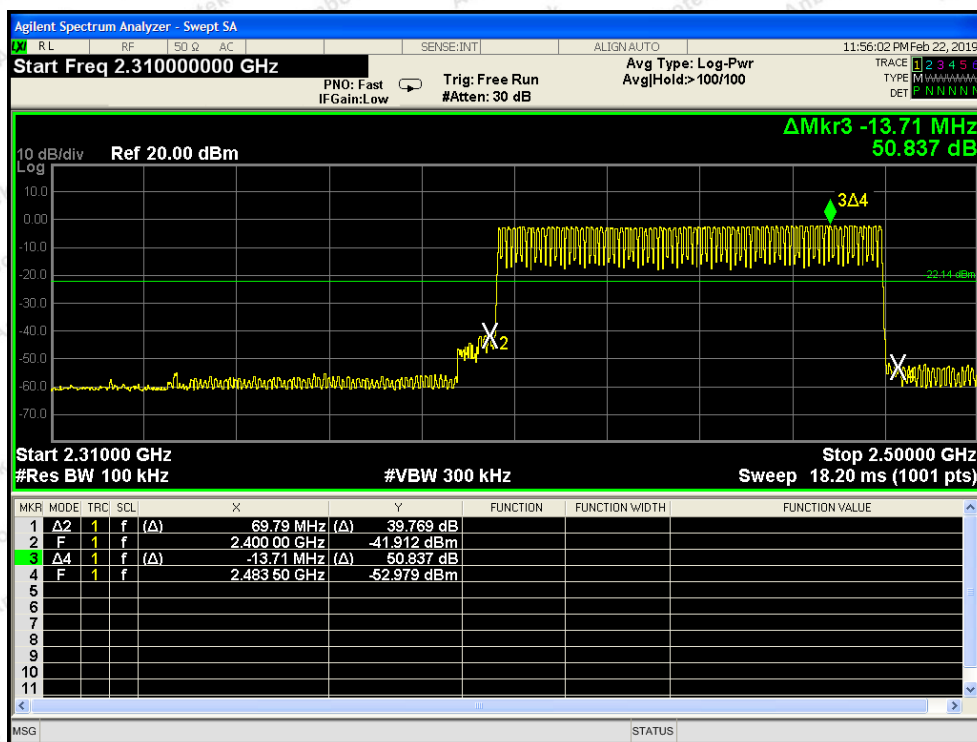 Agilent Spectrum Analyzer - Swept SA
LXI RL RF 50 Ω AC SENSE:INT ALIGN AUTO 11:56:02 PM Feb 22, 2019
Start Freq 2.310000000 GHz
PNO: Fast
IFGain:Low
Trig: Free Run
#Atten: 30 dB
Avg Type: Log-Pwr
Avg|Hold:>100/100
TRACE 1 2 3 4 5 6
TYPE M
DET P N N N N N
ΔMkr3 -13.71 MHz
50.837 dB
10 dB/div Ref 20.00 dBm
Log
10.0
0.00
-10.0
-20.0
-30.0
-40.0
-50.0
-60.0
-70.0
3Δ4
22.14 dBm
2
4
Start 2.31000 GHz Stop 2.50000 GHz
#Res BW 100 kHz #VBW 300 kHz Sweep 18.20 ms (1001 pts)
MKR MODE TRC SCL X Y FUNCTION FUNCTION WIDTH FUNCTION VALUE
1 Δ2 1 f (Δ) 69.79 MHz (Δ) 39.769 dB
2 F 1 f 2.400 00 GHz -41.912 dBm
3 Δ4 1 f (Δ) -13.71 MHz (Δ) 50.837 dB
4 F 1 f 2.483 50 GHz -52.979 dBm
5
6
7
8
9
10
11
MSG STATUS